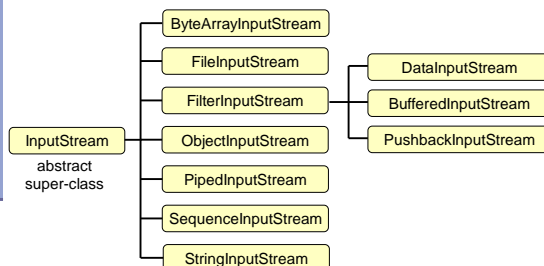 ByteArrayInputStream
FileInputStream
FilterInputStream
ObjectInputStream
PipedInputStream
SequenceInputStream
StringInputStream
InputStream
abstract
super-class
DataInputStream
BufferedInputStream
PushbackInputStream